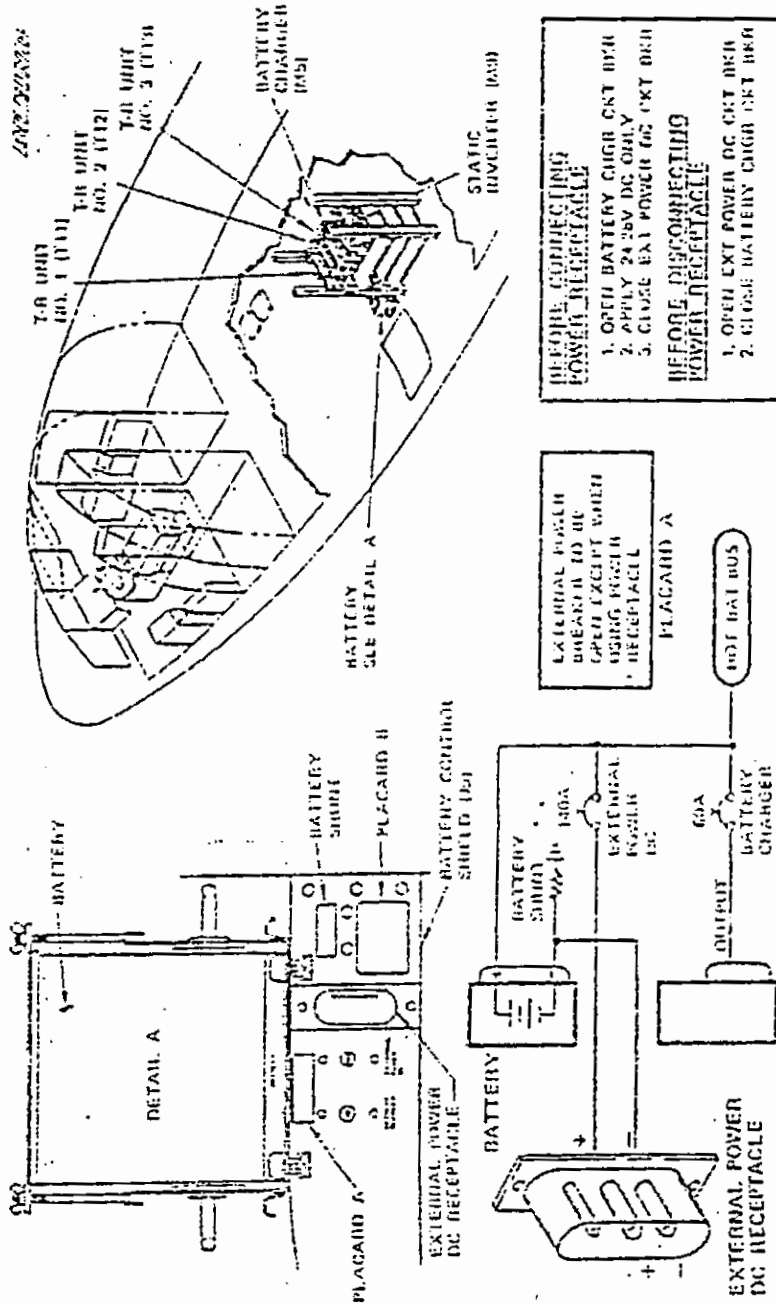 T-R UNIT
NO. 1 (T11)
T-R UNIT
NO. 2 (T12)
T-R UNIT
NO. 3 (T13)
BATTERY
CHARGER
(M5)
STATIC
INVERTER (M9)
BATTERY
SEE DETAIL A
BATTERY
DETAIL A
PLACARD A
EXTERNAL POWER
DC RECEPTACLE
BATTERY
SHUNT
PLACARD B
BATTERY CONTROL
SHIELD
EXTERNAL POWER
BREAKER TO BE
OPEN EXCEPT WHEN
USING POWER
RECEPTACLE
PLACARD A
BEFORE CONNECTING
POWER RECEPTACLE
1. OPEN BATTERY CHGR CKT BKR
2. APPLY 24-26V DC ONLY
3. CLOSE EXT POWER DC CKT BKR
BEFORE DISCONNECTING
POWER RECEPTACLE
1. OPEN EXT POWER DC CKT BKR
2. CLOSE BATTERY CHGR CKT BKR
BATTERY
BATTERY
SHUNT
EXTERNAL
POWER
DC
HOT BAT BUS
OUTPUT
BATTERY
CHARGER
+
-
+
-
EXTERNAL POWER
DC RECEPTACLE